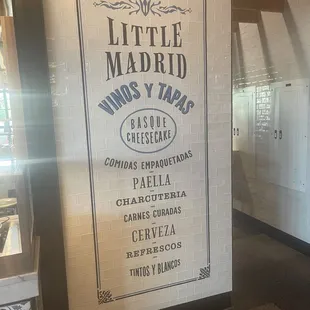 LITTLE
MADRID
VINOS Y TAPAS
BASQUE
CHEESECAKE
COMIDAS EMPAQUETADAS
PAELLA
CHARCUTERIA
CARNES CURADAS
CERVEZA
REFRESCOS
TINTOS Y BLANCOS